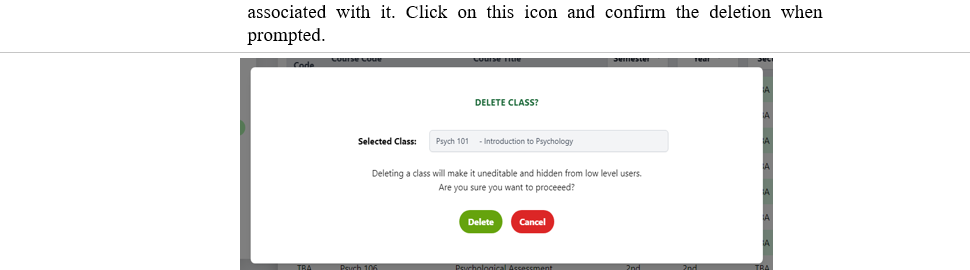 associated with it. Click on this icon and confirm the deletion when
prompted.
Code Course Code Course Title Semester Year Sec
DELETE CLASS?
Selected Class: Psych 101 - Introduction to Psychology
Deleting a class will make it uneditable and hidden from low level users.
Are you sure you want to proceeed?
Delete Cancel
TBA Psych 106 Psychological Assessment 2nd 2nd TBA